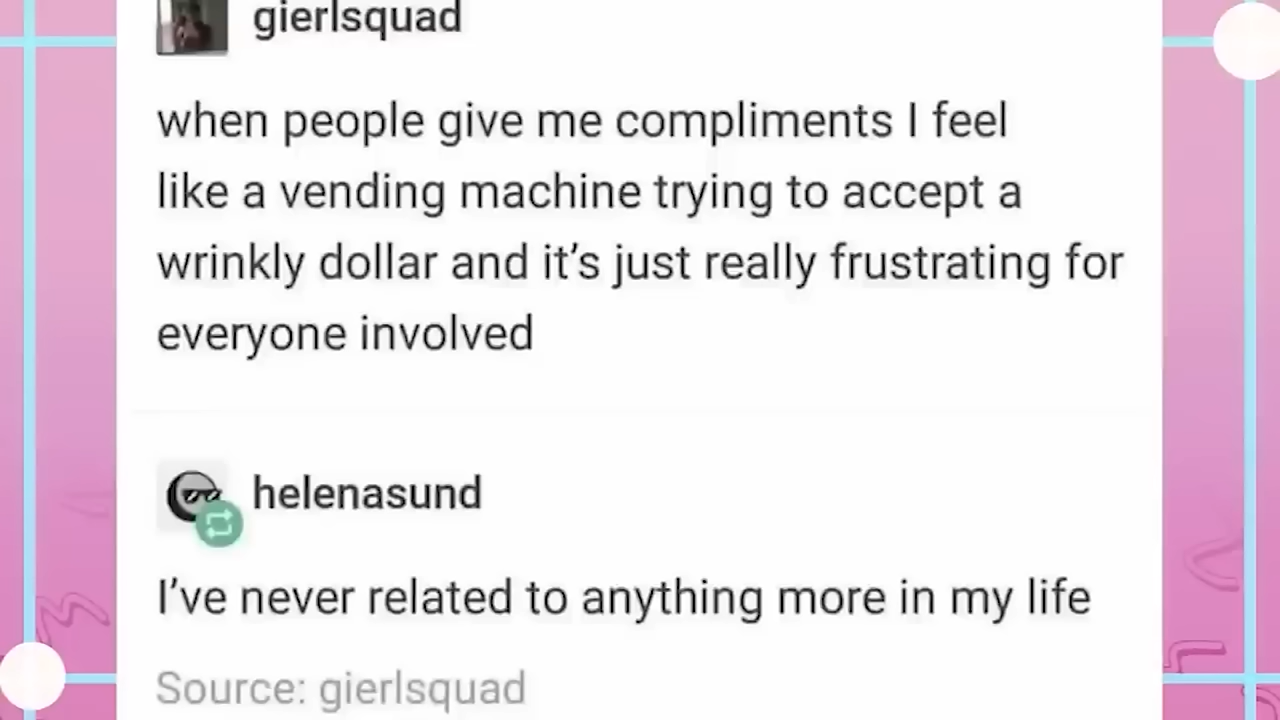 gierlsquad
when people give me compliments I feel
like a vending machine trying to accept a
wrinkly dollar and it’s just really frustrating for
everyone involved
helenasund
I’ve never related to anything more in my life
Source: gierlsquad